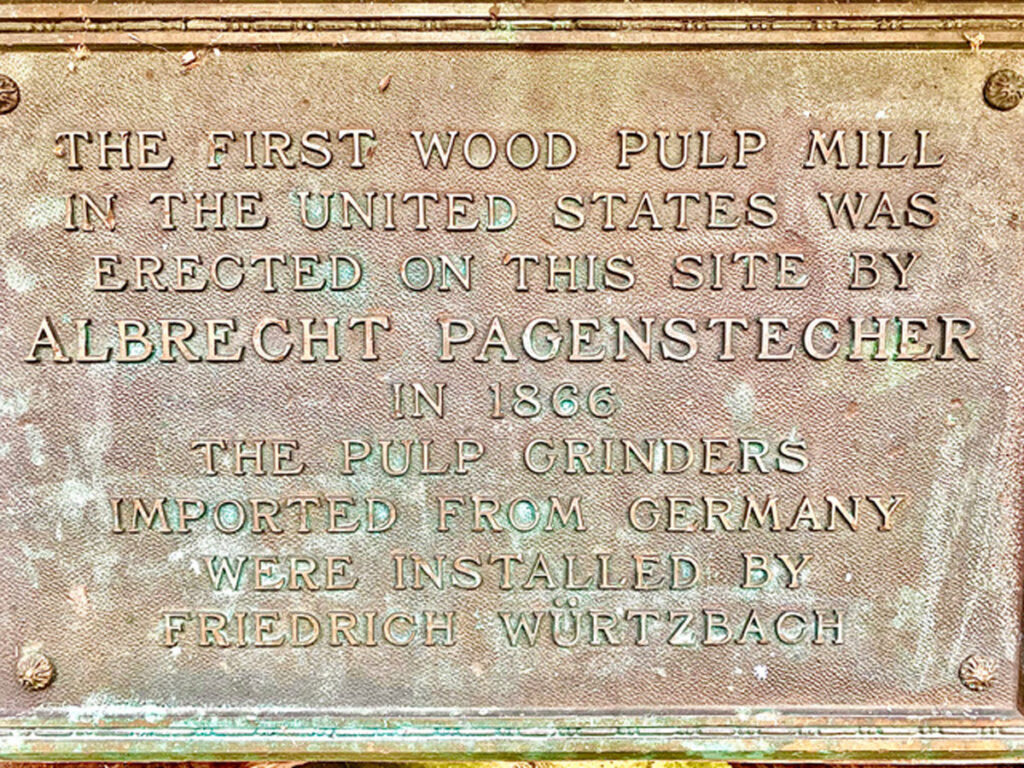 THE FIRST WOOD PULP MILL
IN THE UNITED STATES WAS
ERECTED ON THIS SITE BY
ALBRECHT PAGENSTECHER
IN 1866
THE PULP GRINDERS
IMPORTED FROM GERMANY
WERE INSTALLED BY
FRIEDRICH WÜRTZBACH